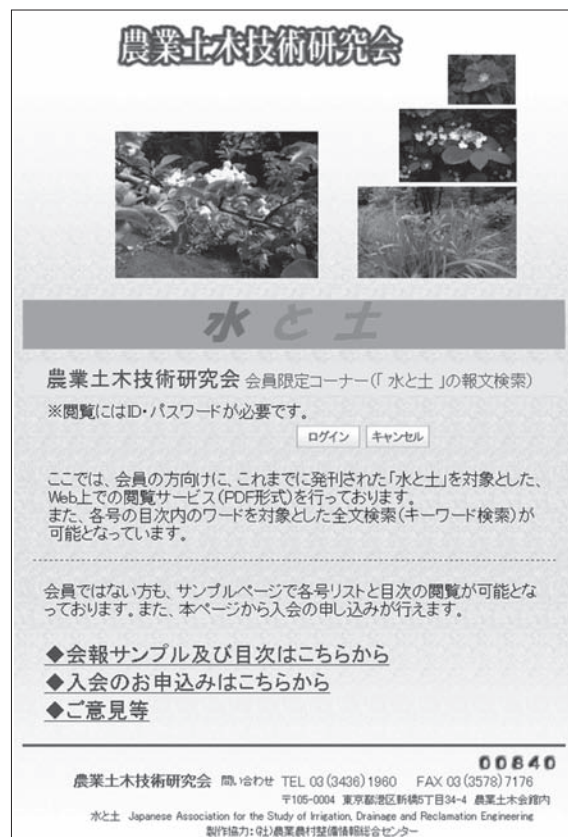 農業土木技術研究会
水と土
農業土木技術研究会 会員限定コーナー(「 水と土 」の報文検索)
※閲覧にはID・パスワードが必要です。
ログイン キャンセル
ここでは、会員の方向けに、これまでに発刊された「水と土」を対象とした、
Web上での閲覧サービス(PDF形式)を行っております。
また、各号の目次内のワードを対象とした全文検索(キーワード検索)が
可能となっています。
会員ではない方も、サンプルページで各号リストと目次の閲覧が可能とな
っております。また、本ページから入会の申し込みが行えます。
◆会報サンプル及び目次はこちらから
◆入会のお申込みはこちらから
◆ご意見等
00840
農業土木技術研究会 問い合わせ TEL 03(3436)1960 FAX 03(3578)7176
〒105-0004 東京都港区新橋5丁目34-4 農業土木会館内
水と土 Japanese Association for the Study of Irrigation, Drainage and Reclamation Engineering
製作協力:(社)農業農村整備情報総合センター